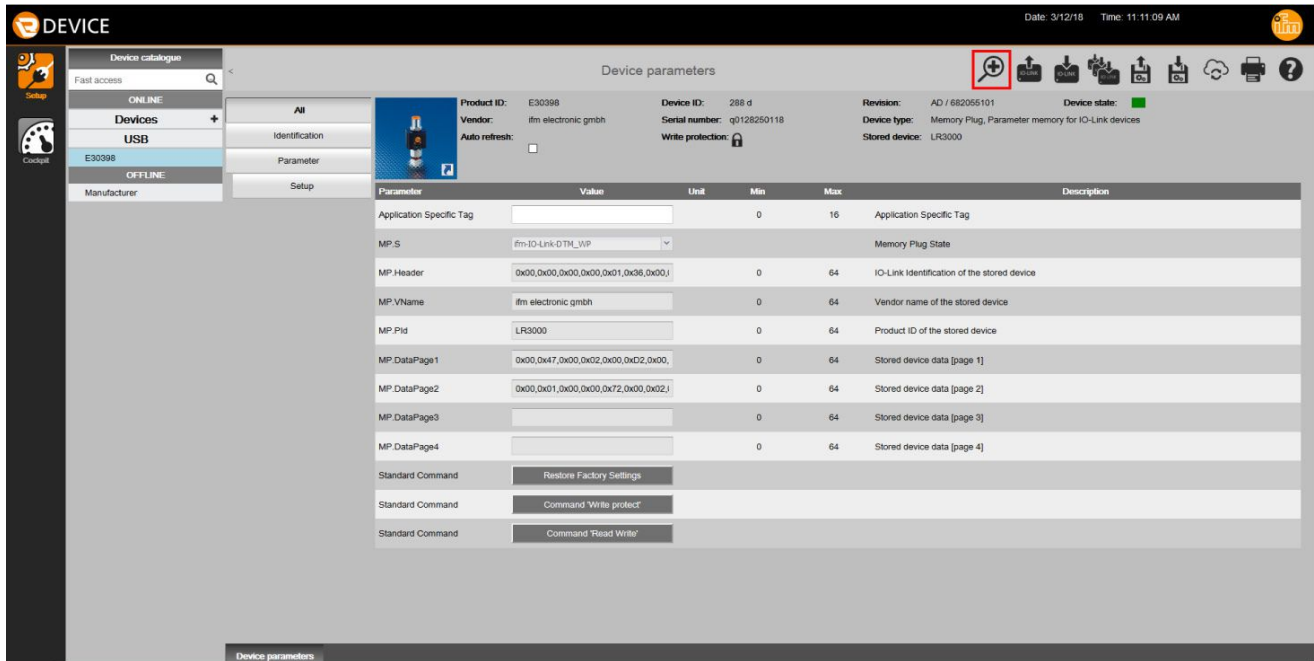 DEVICE
Date: 3/12/18 Time: 11:11:09 AM
ifm
Setup
Cockpit
Device catalogue
Fast access
ONLINE
Devices +
USB
E30398
OFFLINE
Manufacturer
<
Device parameters
IO-LINK
IO-LINK
IO-LINK
?
All
Identification
Parameter
Setup
Product ID: E30398 Device ID: 288 d Revision: AD / 682055101 Device state:
Vendor: ifm electronic gmbh Serial number: q0128250118 Device type: Memory Plug, Parameter memory for IO-Link devices
Auto refresh: Write protection: Stored device: LR3000
Parameter Value Unit Min Max Description
Application Specific Tag 0 16 Application Specific Tag
MP.S ifm-IO-Link-DTM_WP Memory Plug State
MP.Header 0x00,0x00,0x00,0x00,0x01,0x36,0x00, 0 64 IO-Link Identification of the stored device
MP.VName ifm electronic gmbh 0 64 Vendor name of the stored device
MP.PId LR3000 0 64 Product ID of the stored device
MP.DataPage1 0x00,0x47,0x00,0x02,0x00,0xD2,0x00, 0 64 Stored device data [page 1]
MP.DataPage2 0x00,0x01,0x00,0x00,0x72,0x00,0x02, 0 64 Stored device data [page 2]
MP.DataPage3 0 64 Stored device data [page 3]
MP.DataPage4 0 64 Stored device data [page 4]
Standard Command Restore Factory Settings
Standard Command Command 'Write protect'
Standard Command Command 'Read Write'
Device parameters